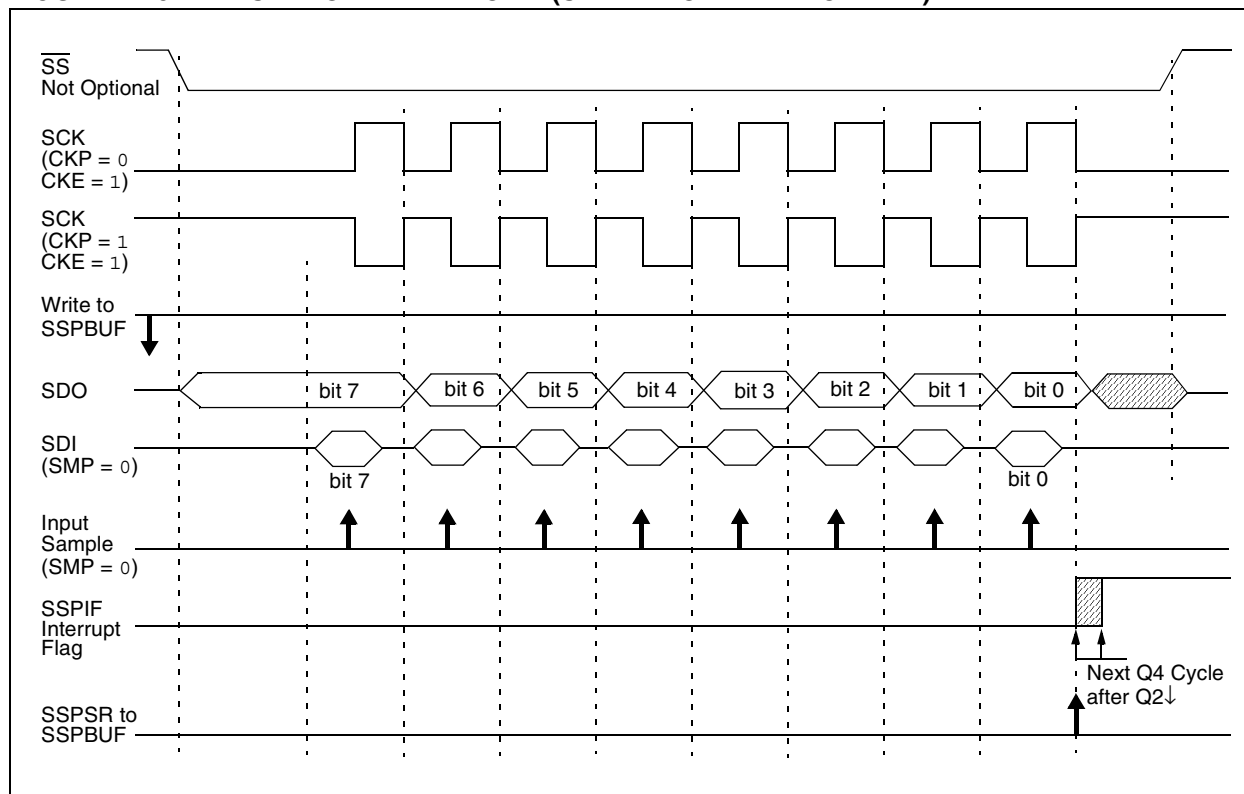 SS
Not Optional
SCK
(CKP = 0
CKE = 1)
SCK
(CKP = 1
CKE = 1)
Write to
SSPBUF
SDO
bit 7
bit 6
bit 5
bit 4
bit 3
bit 2
bit 1
bit 0
SDI
(SMP = 0)
bit 7
bit 0
Input
Sample
(SMP = 0)
SSPIF
Interrupt
Flag
Next Q4 Cycle
after Q2↓
SSPSR to
SSPBUF